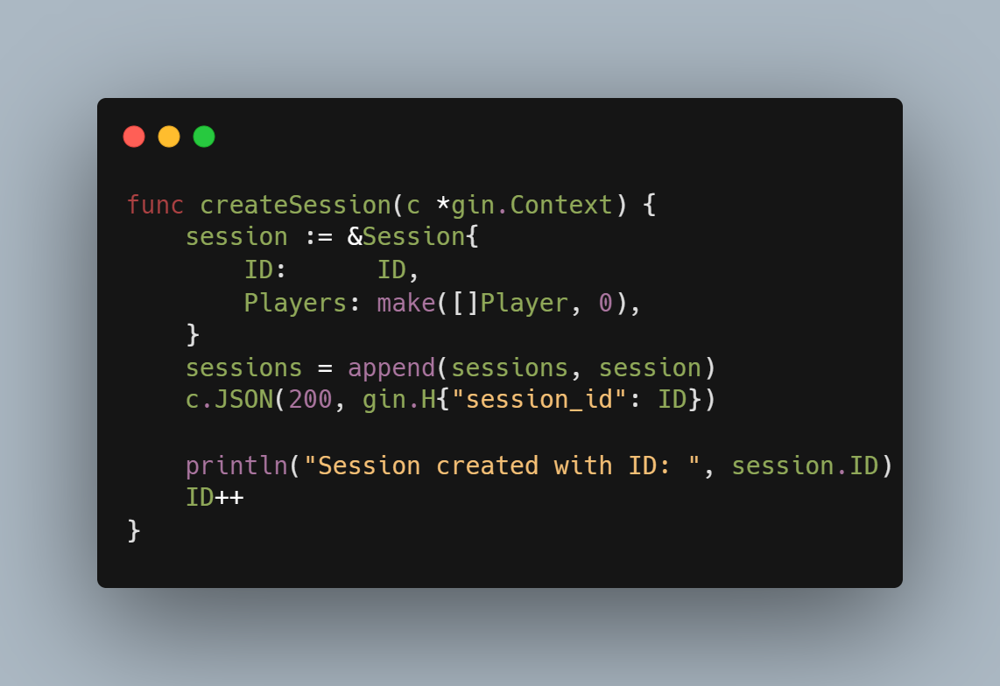 func createSession(c *gin.Context) {
    session := &Session{
        ID:      ID,
        Players: make([]Player, 0),
    }
    sessions = append(sessions, session)
    c.JSON(200, gin.H{"session_id": ID})

    println("Session created with ID: ", session.ID)
    ID++
}